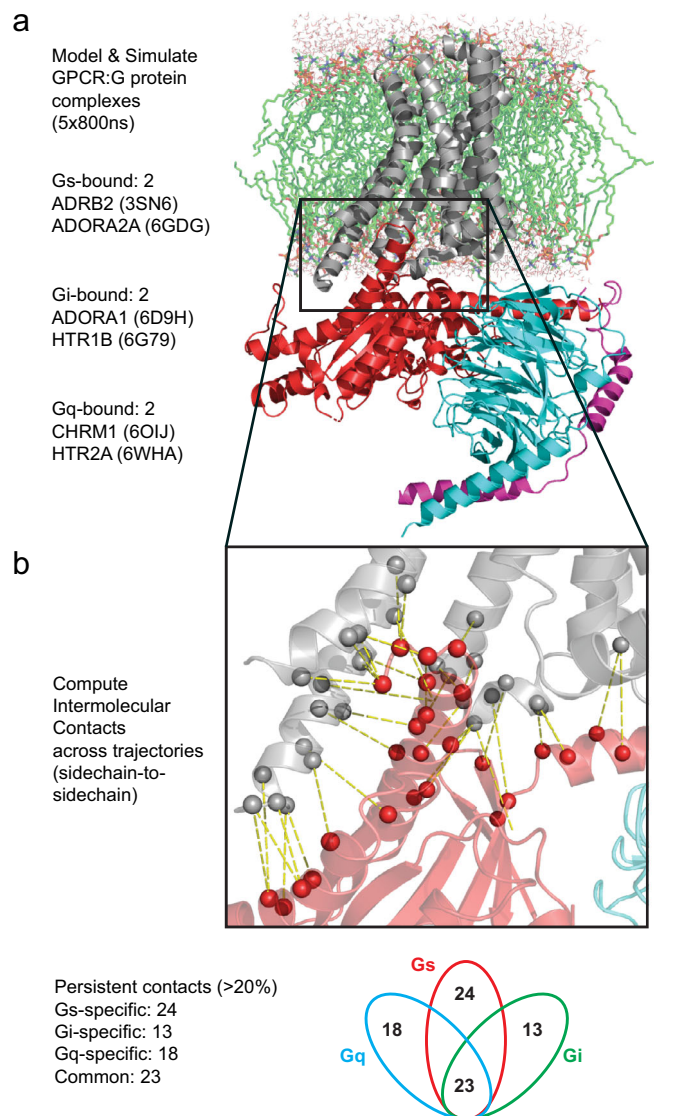 a
Model & Simulate
GPCR:G protein
complexes
(5x800ns)
Gs-bound: 2
ADRB2 (3SN6)
ADORA2A (6GDG)
Gi-bound: 2
ADORA1 (6D9H)
HTR1B (6G79)
Gq-bound: 2
CHRM1 (6OIJ)
HTR2A (6WHA)
b
Compute
Intermolecular
Contacts
across trajectories
(sidechain-to-
sidechain)
Persistent contacts (>20%)
Gs-specific: 24
Gi-specific: 13
Gq-specific: 18
Common: 23
Gs
24
18
13
Gq
Gi
23